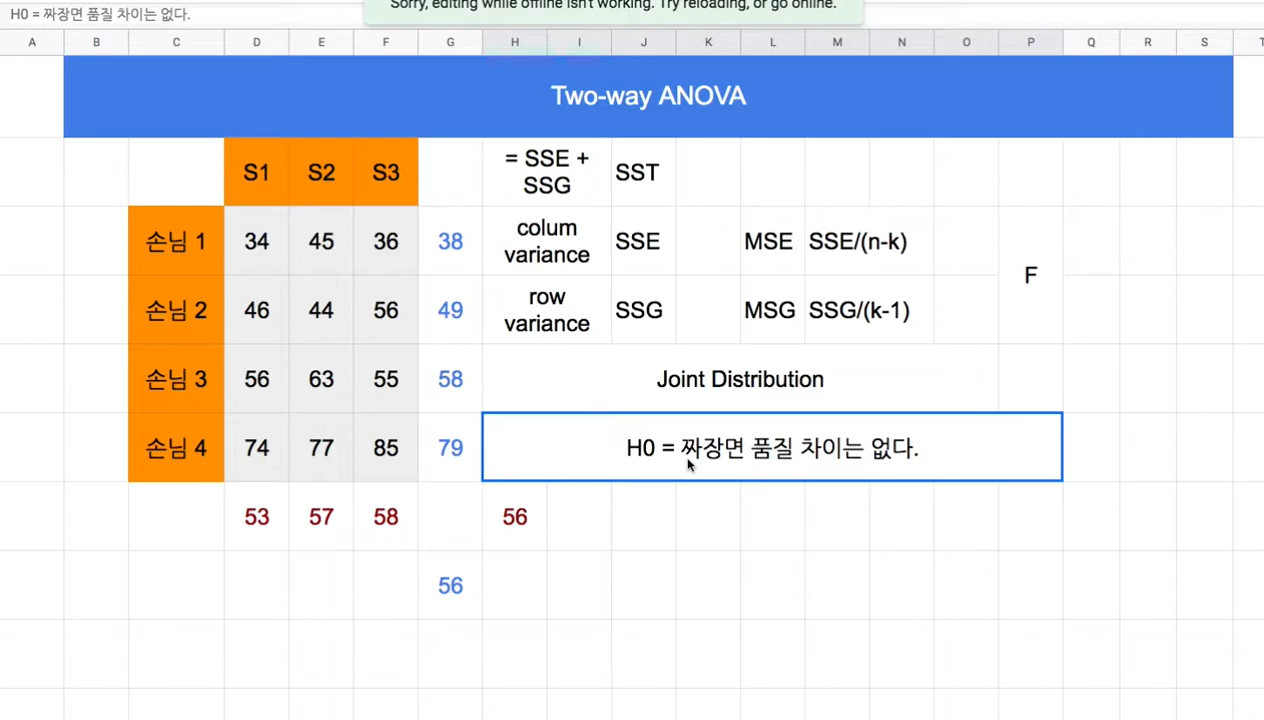 H0 = 짜장면 품질 차이는 없다.
Sorry, editing while offline isn't working. Try reloading, or go online.
A B C D E F G H I J K L M N O P Q R S T
Two-way ANOVA
S1 S2 S3 = SSE + SSG SST
손님 1 34 45 36 38 colum variance SSE MSE SSE/(n-k)
F
손님 2 46 44 56 49 row variance SSG MSG SSG/(k-1)
손님 3 56 63 55 58 Joint Distribution
손님 4 74 77 85 79 H0 = 짜장면 품질 차이는 없다.
53 57 58 56
56